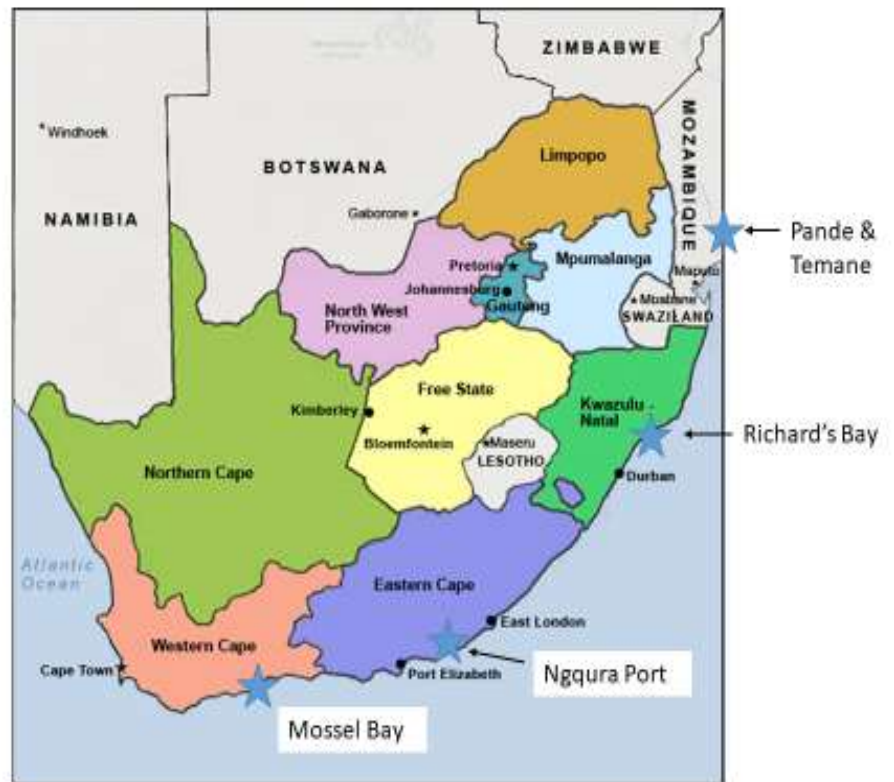 ZIMBABWE
Windhoek
BOTSWANA
Limpopo
MOZAMBIQUE
NAMIBIA
Gaborone
Pande &
Temane
Pretoria
Mpumalanga
Maputo
Johannesburg
Gauteng
Mbabane
SWAZILAND
North West
Province
Free State
Kwazulu -
Natal
Kimberley
Bloemfontein
Maseru
LESOTHO
Richard's Bay
Northern Cape
Durban
Atlantic
Ocean
Eastern Cape
East London
Western Cape
Cape Town
Port Elizabeth
Ngqura Port
Mossel Bay